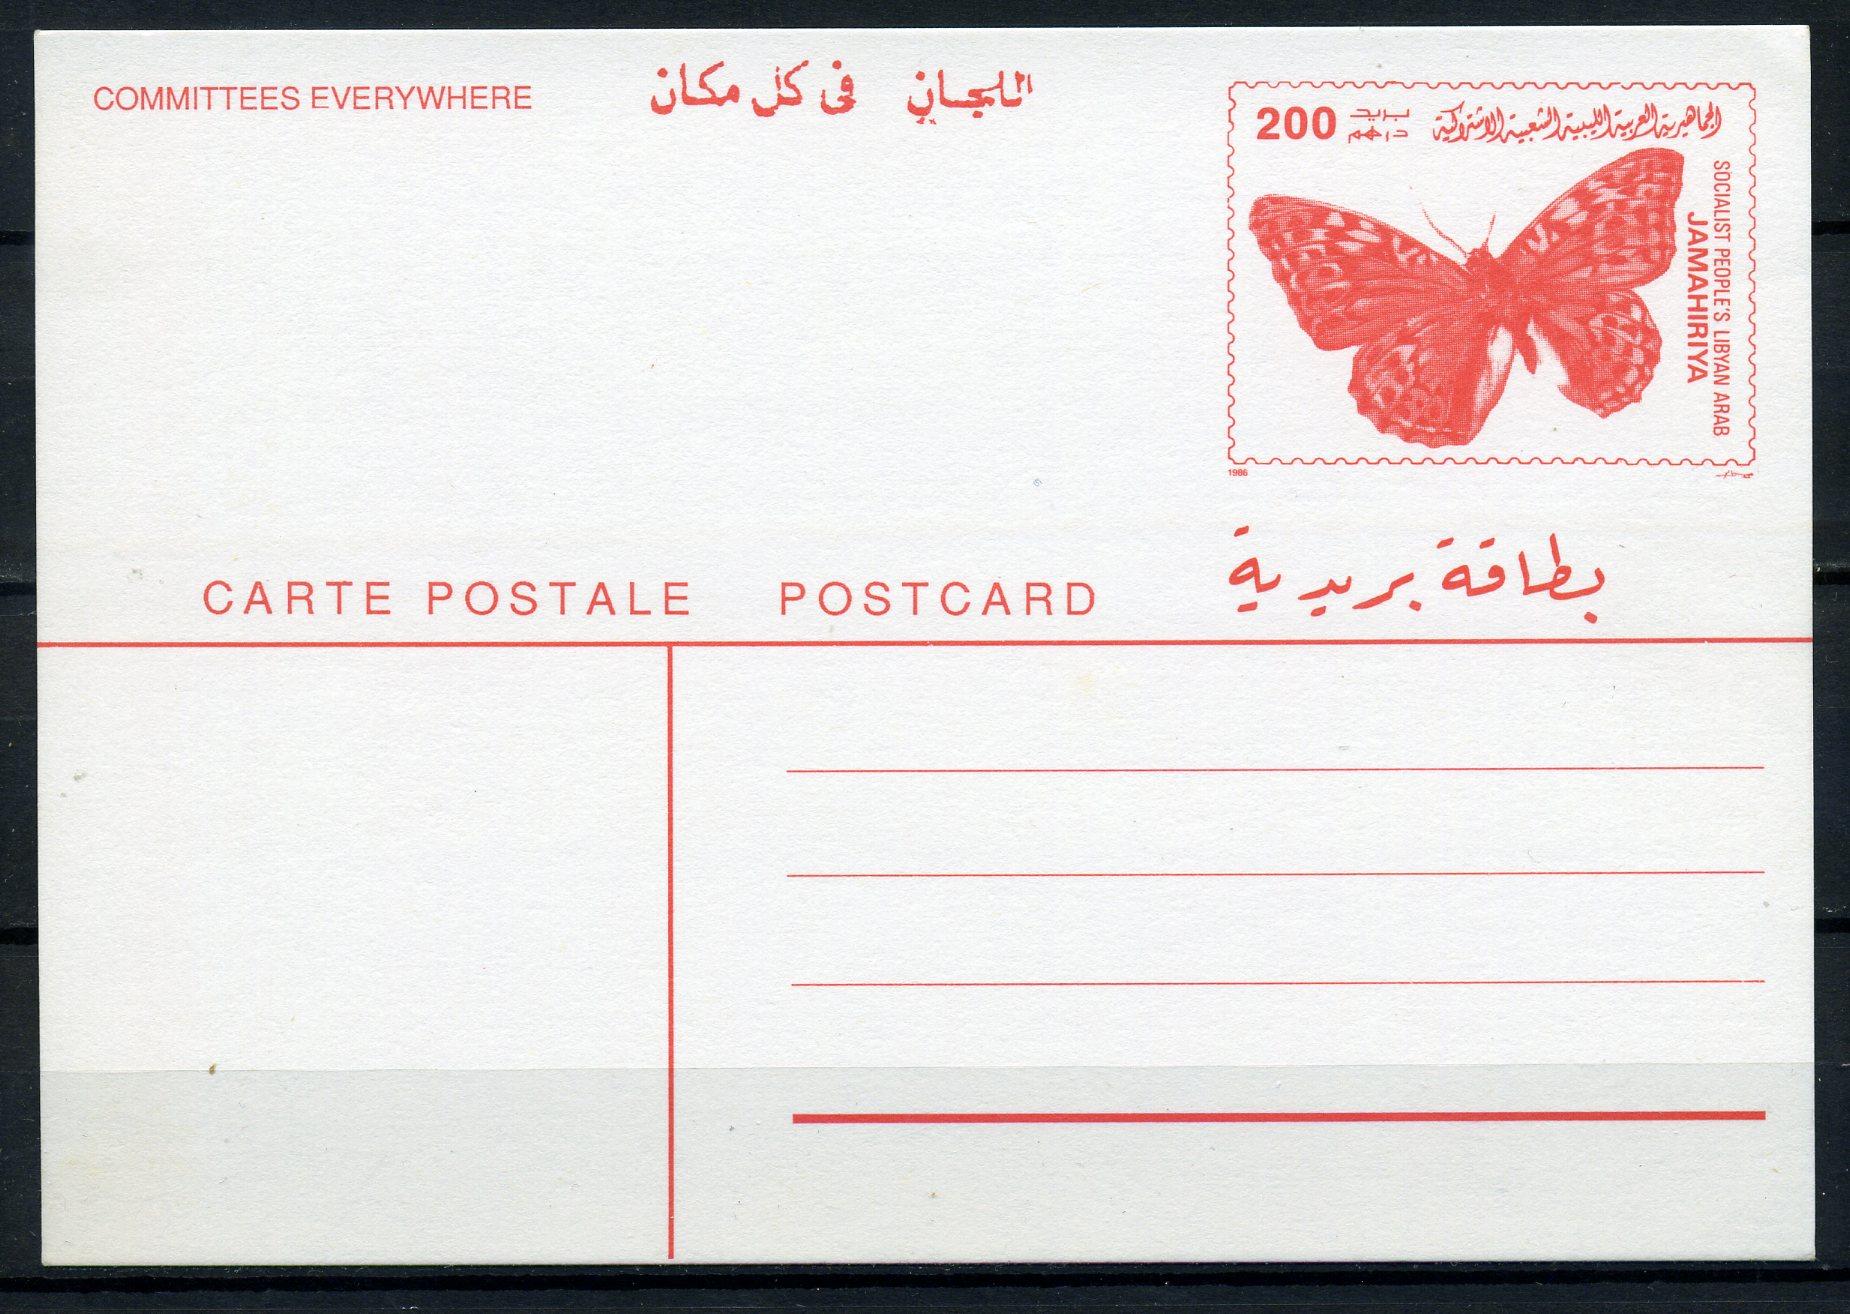 COMMITTEES EVERYWHERE
اللجان في كل مكان
200 بريد
درهم
الجماهيرية العربية الليبية الشعبية الاشتراكية
SOCIALIST PEOPLE'S LIBYAN ARAB
JAMAHIRIYA
1986
CARTE POSTALE POSTCARD بطاقة بريدية